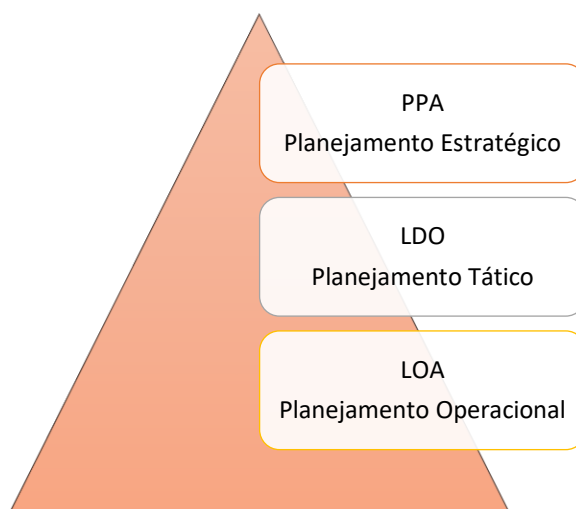 PPA
Planejamento Estratégico
LDO
Planejamento Tático
LOA
Planejamento Operacional